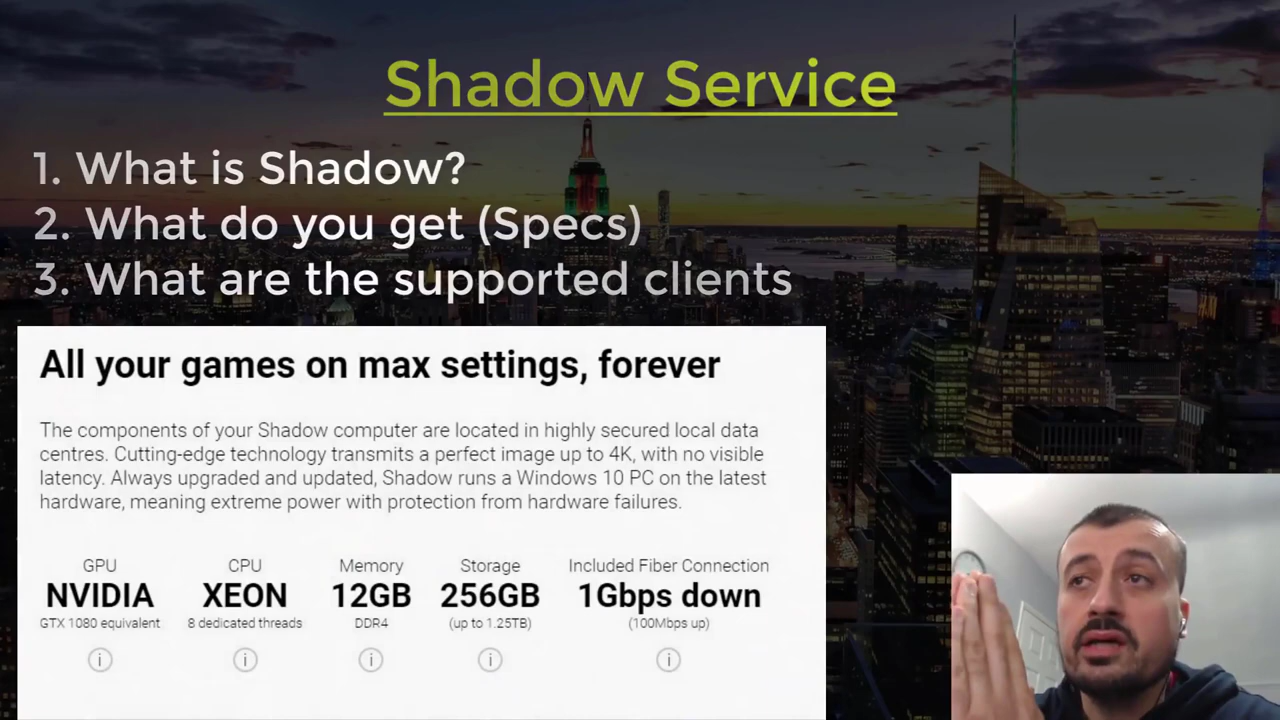 Shadow Service
1. What is Shadow?
2. What do you get (Specs)
3. What are the supported clients
All your games on max settings, forever
The components of your Shadow computer are located in highly secured local data
centres. Cutting-edge technology transmits a perfect image up to 4K, with no visible
latency. Always upgraded and updated, Shadow runs a Windows 10 PC on the latest
hardware, meaning extreme power with protection from hardware failures.
GPU CPU Memory Storage Included Fiber Connection
NVIDIA XEON 12GB 256GB 1Gbps down
GTX 1080 equivalent 8 dedicated threads DDR4 (up to 1.25TB) (100Mbps up)
i i i i i